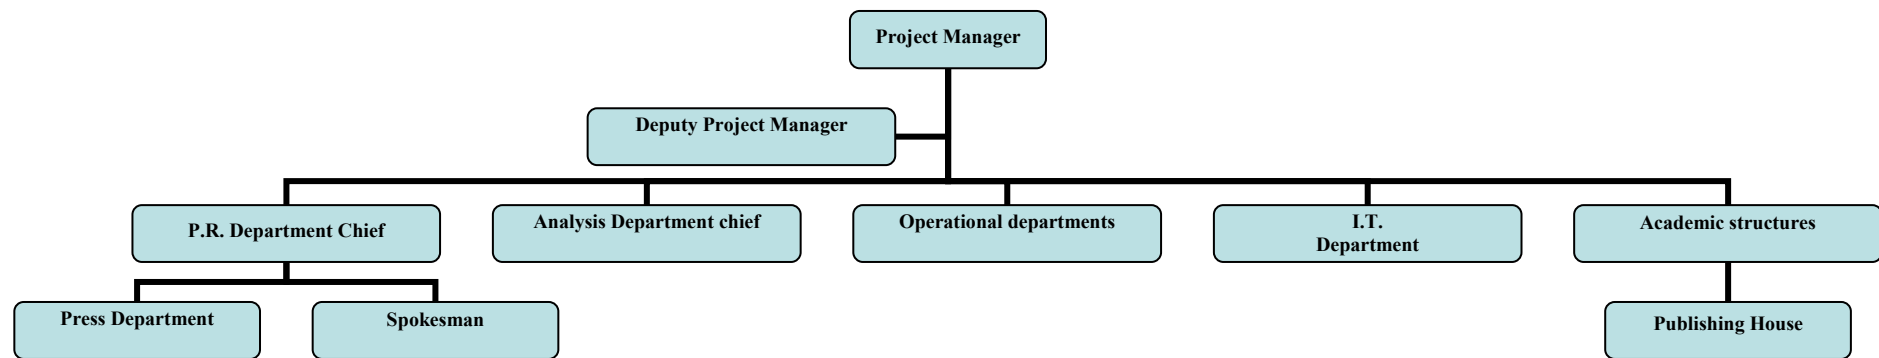 Project Manager
Deputy Project Manager
P.R. Department Chief
Analysis Department chief
Operational departments
I.T.
Department
Academic structures
Press Department
Spokesman
Publishing House